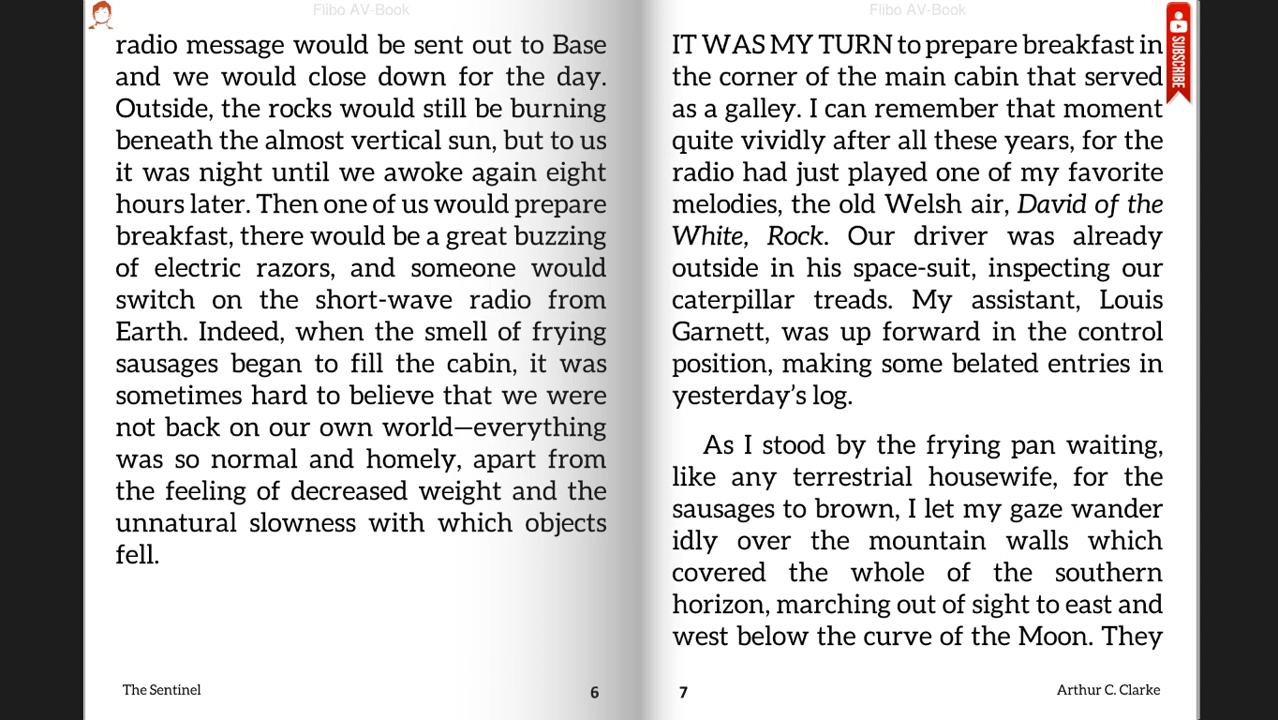 Flibo AV-Book
radio message would be sent out to Base
and we would close down for the day.
Outside, the rocks would still be burning
beneath the almost vertical sun, but to us
it was night until we awoke again eight
hours later. Then one of us would prepare
breakfast, there would be a great buzzing
of electric razors, and someone would
switch on the short-wave radio from
Earth. Indeed, when the smell of frying
sausages began to fill the cabin, it was
sometimes hard to believe that we were
not back on our own world—everything
was so normal and homely, apart from
the feeling of decreased weight and the
unnatural slowness with which objects
fell.
The Sentinel
6
Flibo AV-Book
SUBSCRIBE
IT WAS MY TURN to prepare breakfast in
the corner of the main cabin that served
as a galley. I can remember that moment
quite vividly after all these years, for the
radio had just played one of my favorite
melodies, the old Welsh air, David of the
White, Rock. Our driver was already
outside in his space-suit, inspecting our
caterpillar treads. My assistant, Louis
Garnett, was up forward in the control
position, making some belated entries in
yesterday’s log.
As I stood by the frying pan waiting,
like any terrestrial housewife, for the
sausages to brown, I let my gaze wander
idly over the mountain walls which
covered the whole of the southern
horizon, marching out of sight to east and
west below the curve of the Moon. They
7
Arthur C. Clarke